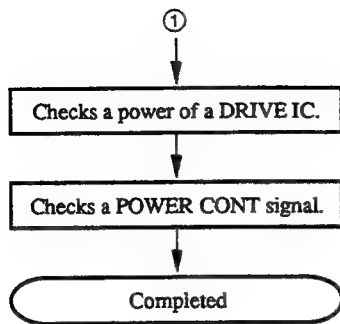 ①
Checks a power of a DRIVE IC.
Checks a POWER CONT signal.
Completed